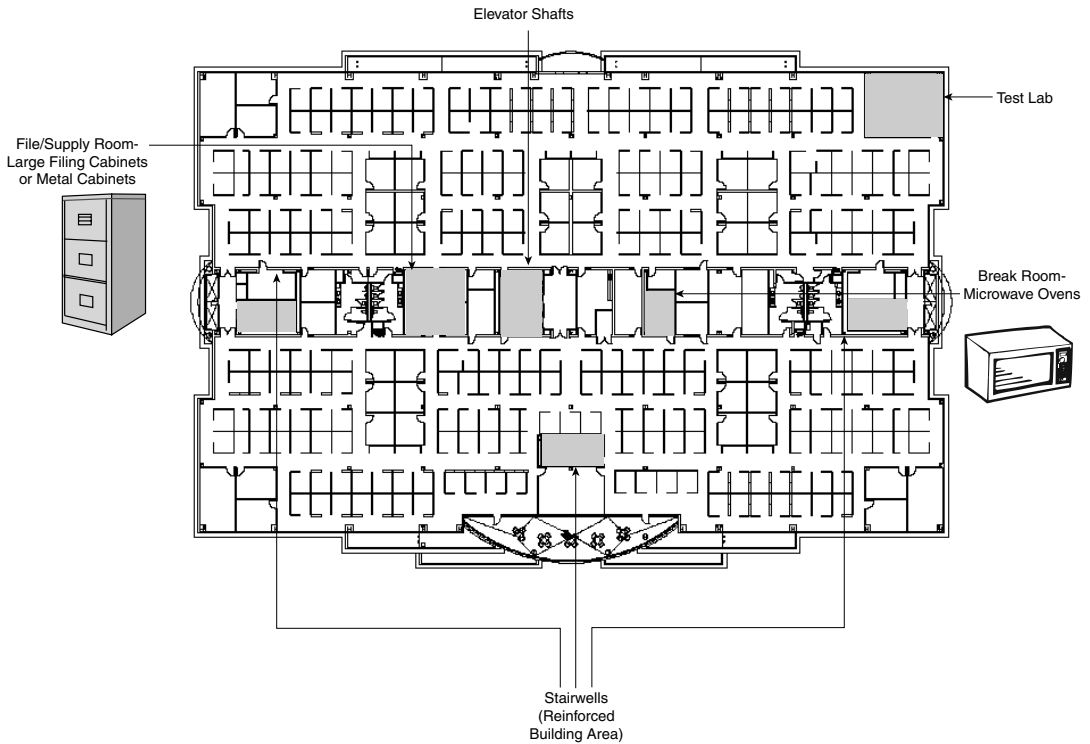 Elevator Shafts
Test Lab
File/Supply Room-
Large Filing Cabinets
or Metal Cabinets
Break Room-
Microwave Ovens
Stairwells
(Reinforced
Building Area)